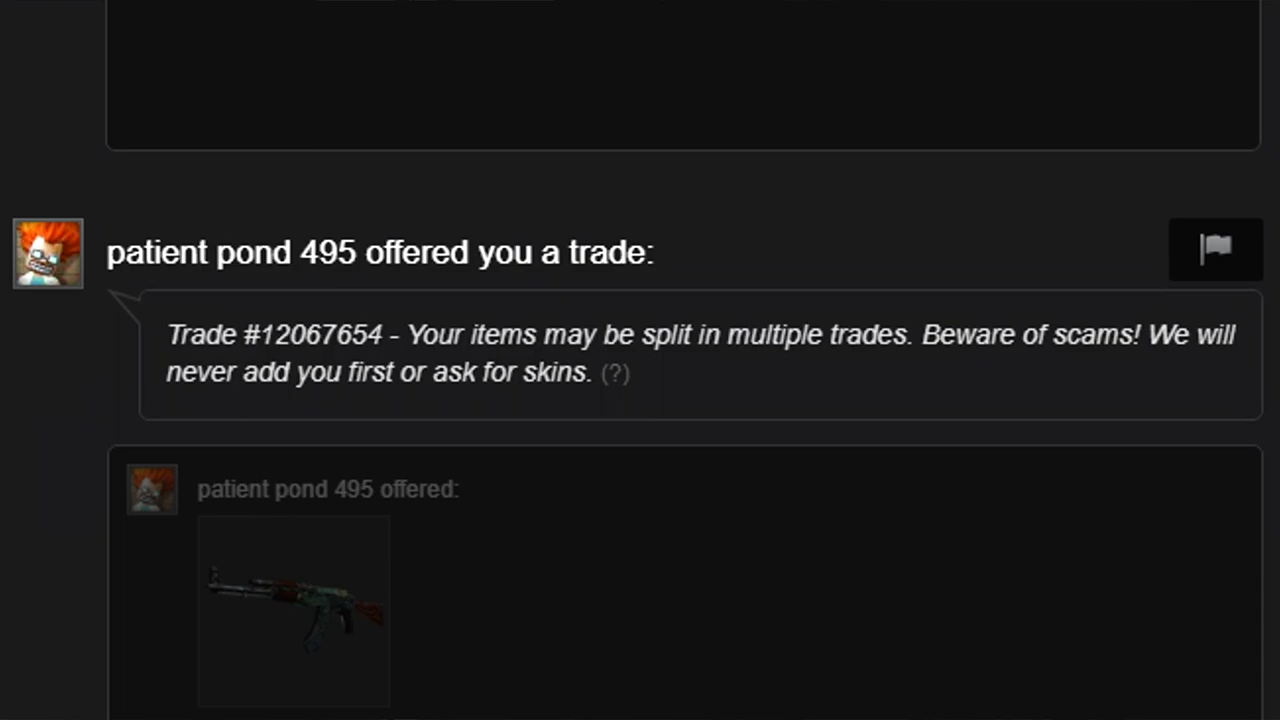 patient pond 495 offered you a trade:
Trade #12067654 - Your items may be split in multiple trades. Beware of scams! We will
never add you first or ask for skins. (?)
patient pond 495 offered: